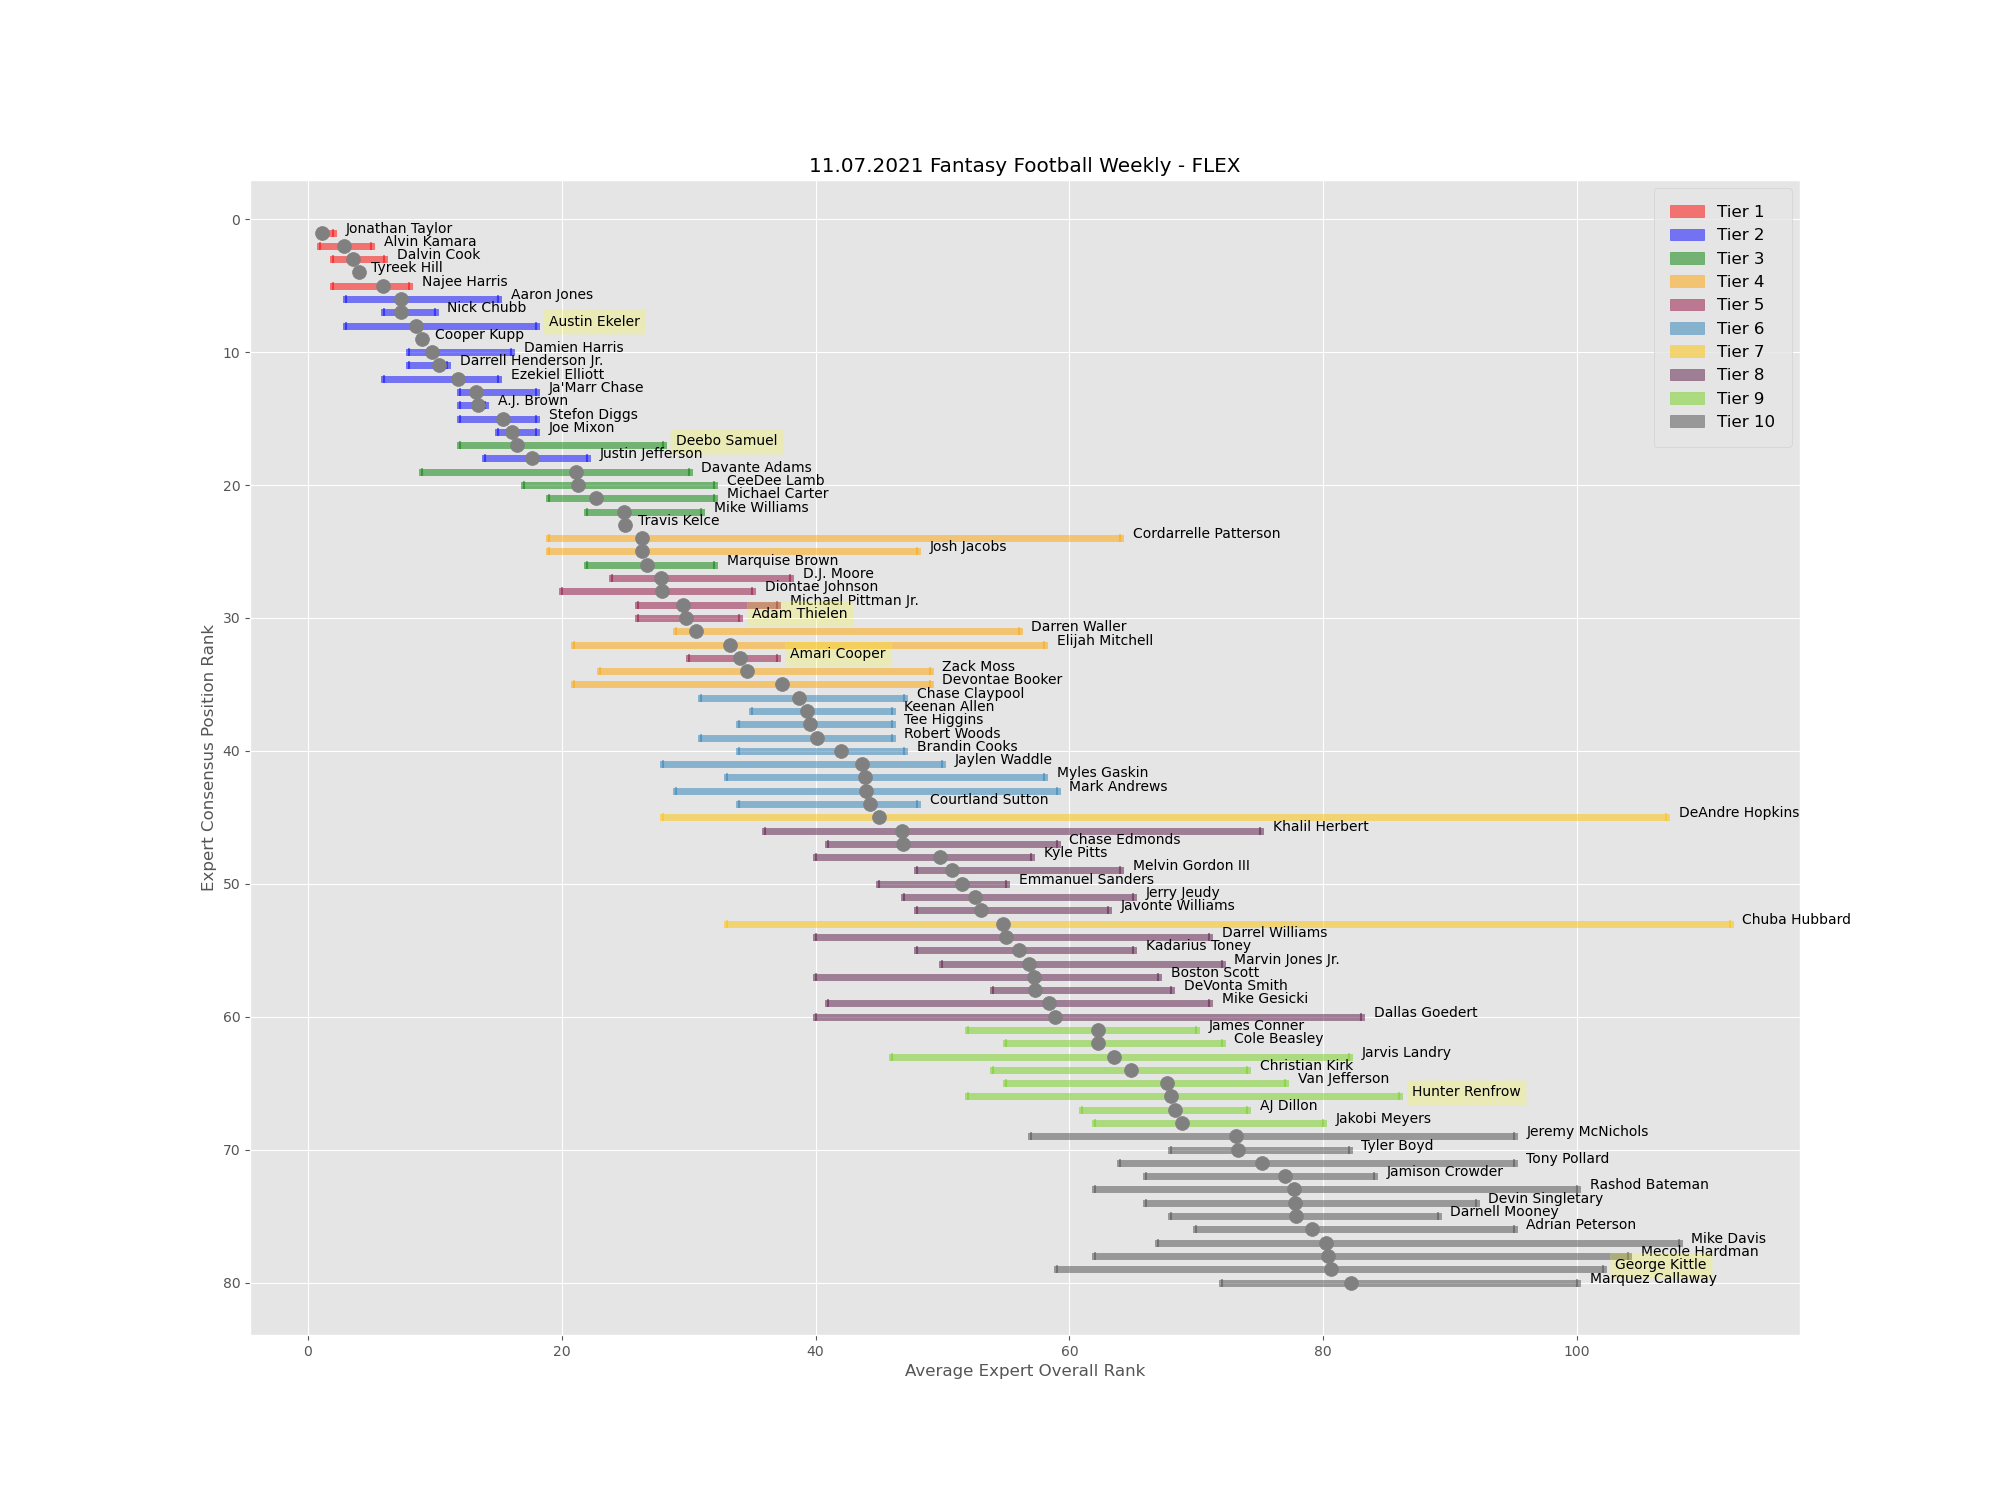 11.07.2021 Fantasy Football Weekly - FLEX
Tier 1
Tier 2
Tier 3
Tier 4
Tier 5
Tier 6
Tier 7
Tier 8
Tier 9
Tier 10
Expert Consensus Position Rank
0
10
20
30
40
50
60
70
80
Jonathan Taylor
Alvin Kamara
Dalvin Cook
Tyreek Hill
Najee Harris
Aaron Jones
Nick Chubb
Austin Ekeler
Cooper Kupp
Damien Harris
Darrell Henderson Jr.
Ezekiel Elliott
Ja'Marr Chase
A.J. Brown
Stefon Diggs
Joe Mixon
Deebo Samuel
Justin Jefferson
Davante Adams
CeeDee Lamb
Michael Carter
Mike Williams
Travis Kelce
Cordarrelle Patterson
Josh Jacobs
Marquise Brown
D.J. Moore
Diontae Johnson
Michael Pittman Jr.
Adam Thielen
Darren Waller
Elijah Mitchell
Amari Cooper
Zack Moss
Devontae Booker
Chase Claypool
Keenan Allen
Tee Higgins
Robert Woods
Brandin Cooks
Jaylen Waddle
Myles Gaskin
Mark Andrews
Courtland Sutton
DeAndre Hopkins
Khalil Herbert
Chase Edmonds
Kyle Pitts
Melvin Gordon III
Emmanuel Sanders
Jerry Jeudy
Javonte Williams
Chuba Hubbard
Darrel Williams
Kadarius Toney
Marvin Jones Jr.
Boston Scott
DeVonta Smith
Mike Gesicki
Dallas Goedert
James Conner
Cole Beasley
Jarvis Landry
Christian Kirk
Van Jefferson
Hunter Renfrow
AJ Dillon
Jakobi Meyers
Jeremy McNichols
Tyler Boyd
Tony Pollard
Jamison Crowder
Rashod Bateman
Devin Singletary
Darnell Mooney
Adrian Peterson
Mike Davis
Mecole Hardman
George Kittle
Marquez Callaway
0
20
40
60
80
100
Average Expert Overall Rank